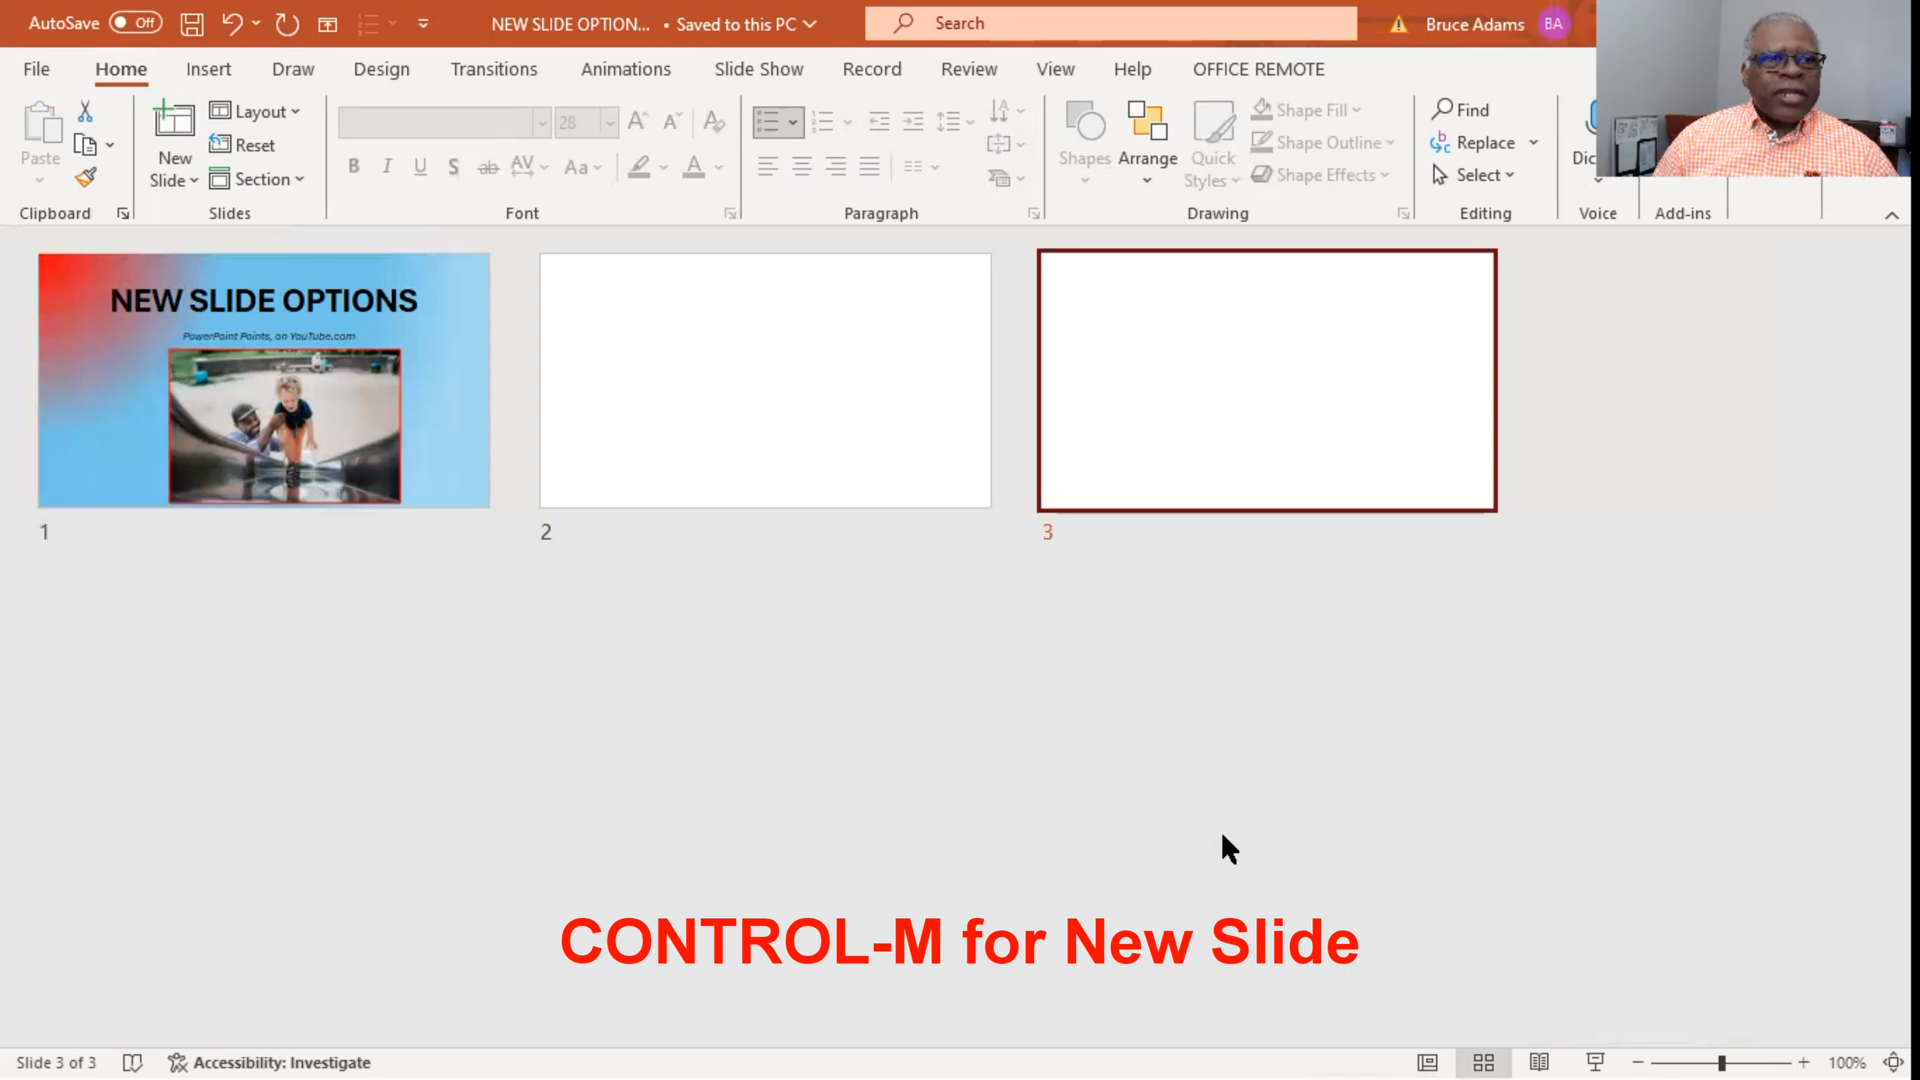 AutoSave Off
NEW SLIDE OPTION... • Saved to this PC
Search
Bruce Adams BA
File Home Insert Draw Design Transitions Animations Slide Show Record Review View Help OFFICE REMOTE
Paste
New Slide
Layout
Reset
Section
28
B I U S ab AV Aa A
Shapes
Arrange
Quick Styles
Shape Fill
Shape Outline
Shape Effects
Find
Replace
Select
Dic
Clipboard Slides Font Paragraph Drawing Editing Voice Add-ins
NEW SLIDE OPTIONS
PowerPoint Points, on YouTube.com
1 2 3
CONTROL-M for New Slide
Slide 3 of 3
Accessibility: Investigate
100%